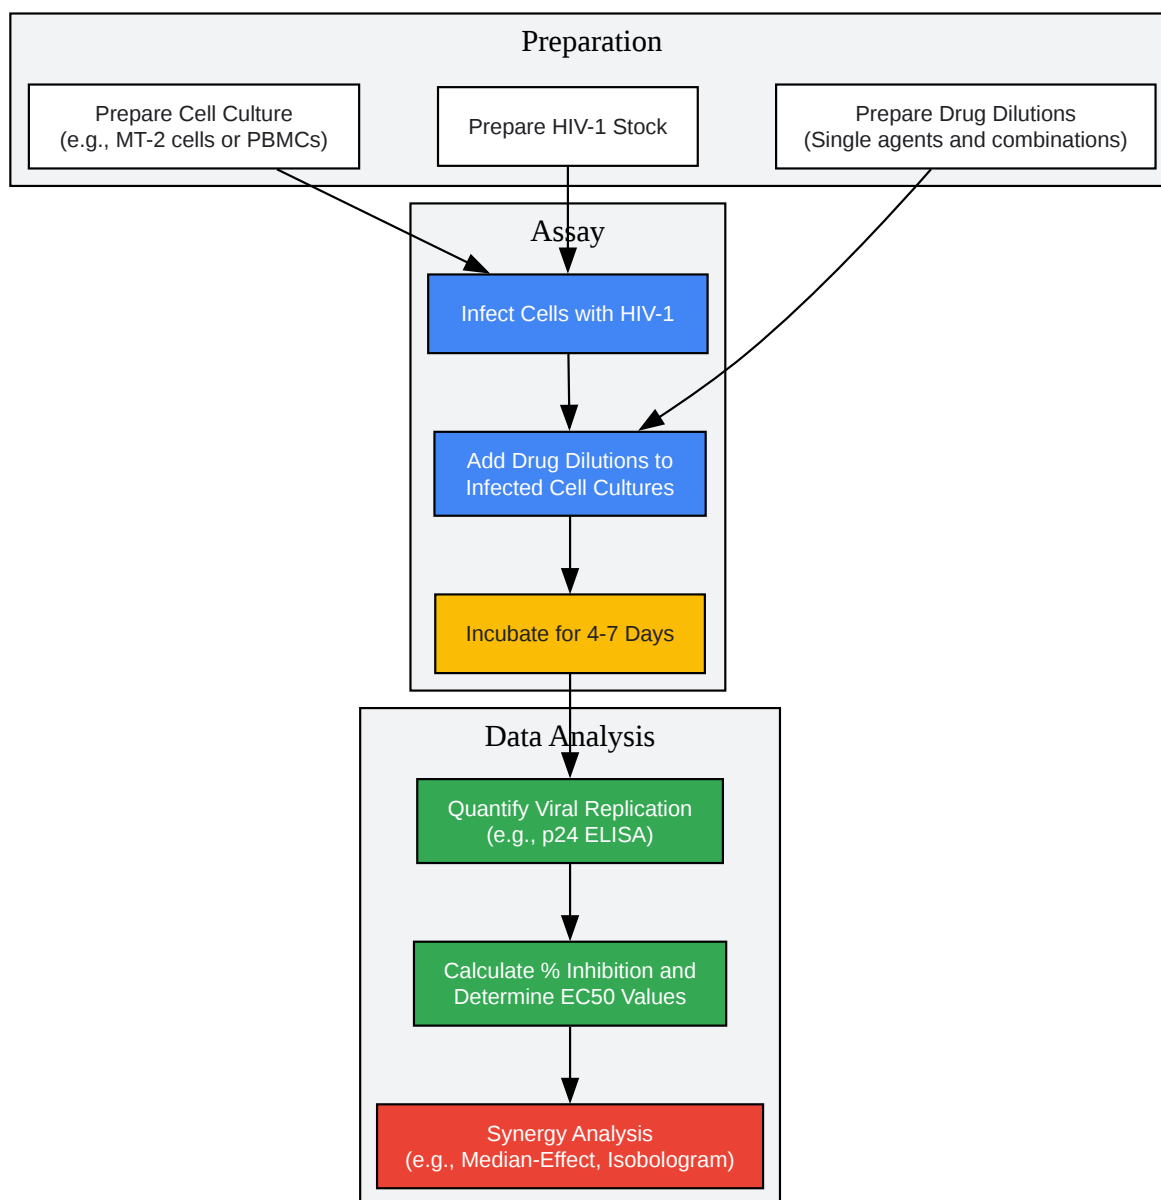 Preparation
Prepare Cell Culture
(e.g., MT-2 cells or PBMCs)
Prepare HIV-1 Stock
Prepare Drug Dilutions
(Single agents and combinations)
Assay
Infect Cells with HIV-1
Add Drug Dilutions to
Infected Cell Cultures
Incubate for 4-7 Days
Data Analysis
Quantify Viral Replication
(e.g., p24 ELISA)
Calculate % Inhibition and
Determine EC50 Values
Synergy Analysis
(e.g., Median-Effect, Isobologram)